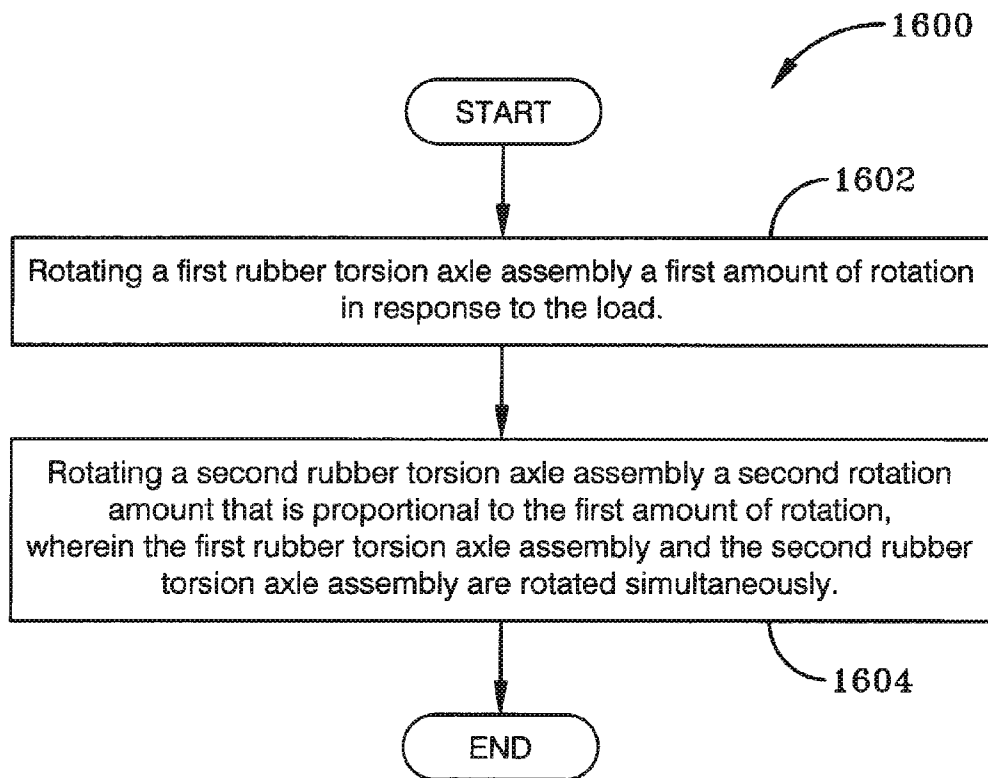 1600
START
1602
Rotating a first rubber torsion axle assembly a first amount of rotation
in response to the load.
Rotating a second rubber torsion axle assembly a second rotation
amount that is proportional to the first amount of rotation,
wherein the first rubber torsion axle assembly and the second rubber
torsion axle assembly are rotated simultaneously.
1604
END